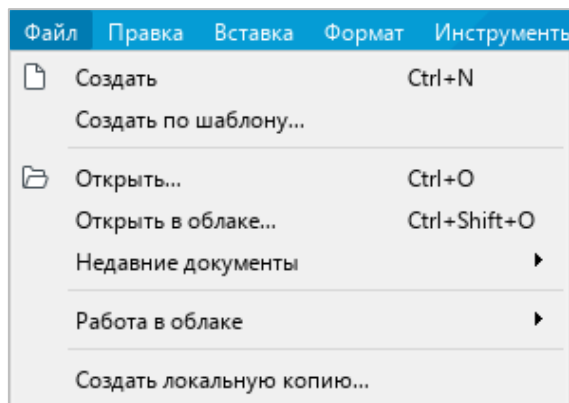 Файл Правка Вставка Формат Инструменты
Создать Ctrl+N
Создать по шаблону...
Открыть... Ctrl+O
Открыть в облаке... Ctrl+Shift+O
Недавние документы
Работа в облаке
Создать локальную копию...